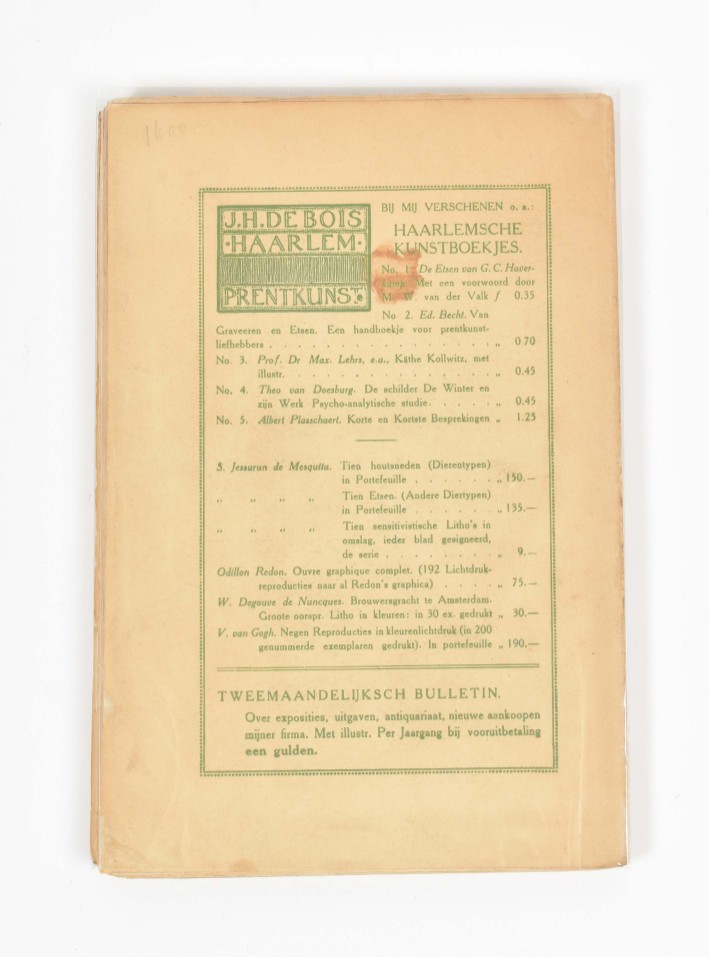 1600
J.H.DE BOIS
·HAARLEM·
PRENTKUNST.
BIJ MIJ VERSCHENEN o. a.:
HAARLEMSCHE
KUNSTBOEKJES.
No. 1. De Etsen van G. C. Haver-
kamp. Met een voorwoord door
M. W. van der Valk f 0.35
No 2. Ed. Becht. Van
Graveeren en Etsen. Een handboekje voor prentkunst-
liefhebbers . . . . . . . . . . . . „ 0 70
No. 3. Prof. Dr Max. Lehrs, e.a., Käthe Kollwitz, met
illustr. . . . . . . . . . . . . „ 0.45
No. 4. Theo van Doesburg. De schilder De Winter en
zijn Werk Psycho-analytische studie. . . . . „ 0.45
No. 5. Albert Plasschaert. Korte en Kortste Besprekingen „ 1.25
S. Jessurun de Mesquita. Tien houtsneden (Dierentypen)
in Portefeuille . . . . . . „ 150.—
„ „ „ „ Tien Etsen. (Andere Diertypen)
in Portefeuille . . . . . . „ 135.—
„ „ „ „ Tien sensitivistische Litho's in
omslag, ieder blad gesigneerd,
de serie . . . . . . . . „ 9.—
Odillon Redon. Ouvre graphique complet. (192 Lichtdruk-
reproducties naar al Redon's graphica) . . . . „ 75.—
W. Degouve de Nuncques. Brouwersgracht te Amsterdam.
Groote oorspr. Litho in kleuren: in 30 ex. gedrukt „ 30.—
V. van Gogh. Negen Reproducties in kleurenlichtdruk (in 200
genummerde exemplaren gedrukt). In portefeuille „ 190,—
TWEEMAANDELIJKSCH BULLETIN.
Over exposities, uitgaven, antiquariaat, nieuwe aankoopen
mijner firma. Met illustr. Per Jaargang bij vooruitbetaling
een gulden.